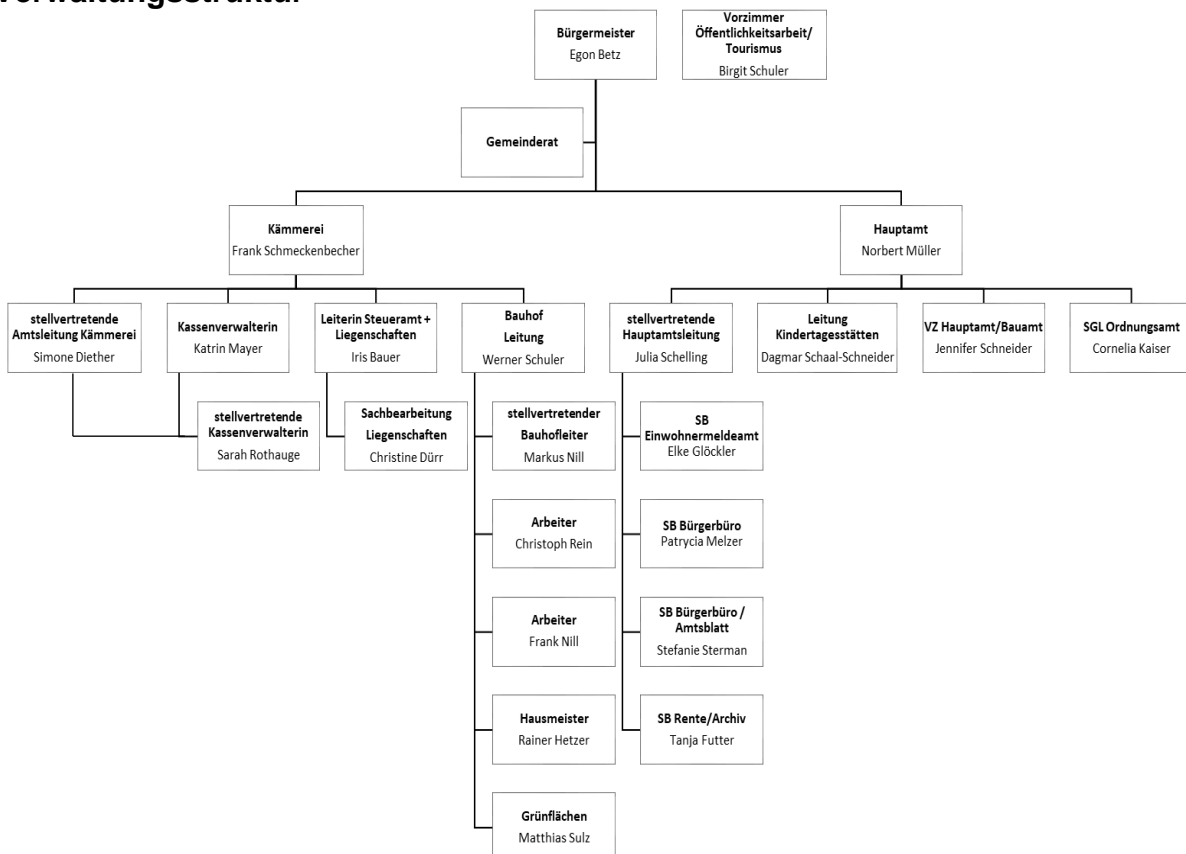 Verwaltungsstruktur
Bürgermeister
Egon Betz
Vorzimmer
Öffentlichkeitsarbeit/
Tourismus
Birgit Schuler
Gemeinderat
Kämmerei
Frank Schmeckenbecher
Hauptamt
Norbert Müller
stellvertretende
Amtsleitung Kämmerei
Simone Diether
Kassenverwalterin
Katrin Mayer
Leiterin Steueramt +
Liegenschaften
Iris Bauer
Bauhof
Leitung
Werner Schuler
stellvertretende
Hauptamtsleitung
Julia Schelling
Leitung
Kindertagesstätten
Dagmar Schaal-Schneider
VZ Hauptamt/Bauamt
Jennifer Schneider
SGL Ordnungsamt
Cornelia Kaiser
stellvertretende
Kassenverwalterin
Sarah Rothauge
Sachbearbeitung
Liegenschaften
Christine Dürr
stellvertretender
Bauhofleiter
Markus Nill
SB
Einwohnermeldeamt
Elke Glöckler
Arbeiter
Christoph Rein
SB Bürgerbüro
Patrycia Melzer
Arbeiter
Frank Nill
SB Bürgerbüro /
Amtsblatt
Stefanie Sterman
Hausmeister
Rainer Hetzer
SB Rente/Archiv
Tanja Futter
Grünflächen
Matthias Sulz